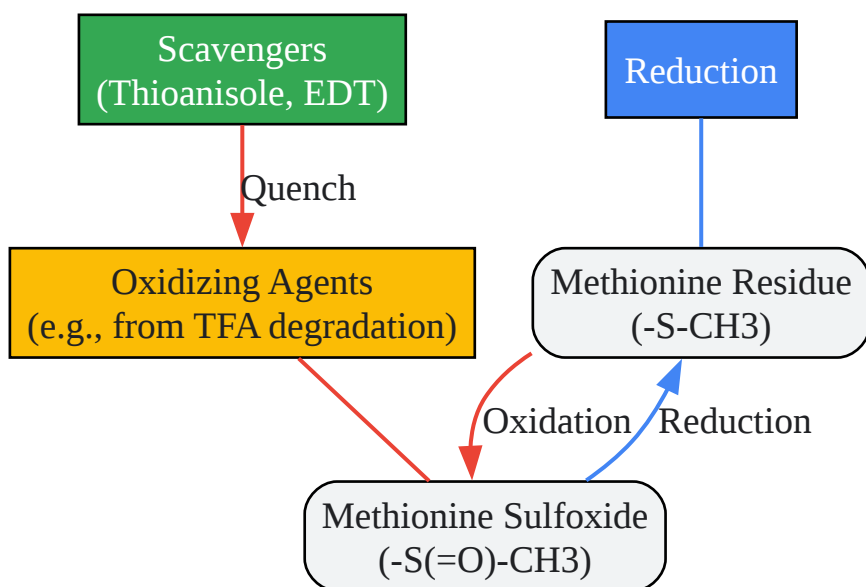 Scavengers
(Thioanisole, EDT)
Reduction
Quench
Oxidizing Agents
(e.g., from TFA degradation)
Methionine Residue
(-S-CH3)
Oxidation
Reduction
Methionine Sulfoxide
(-S(=O)-CH3)